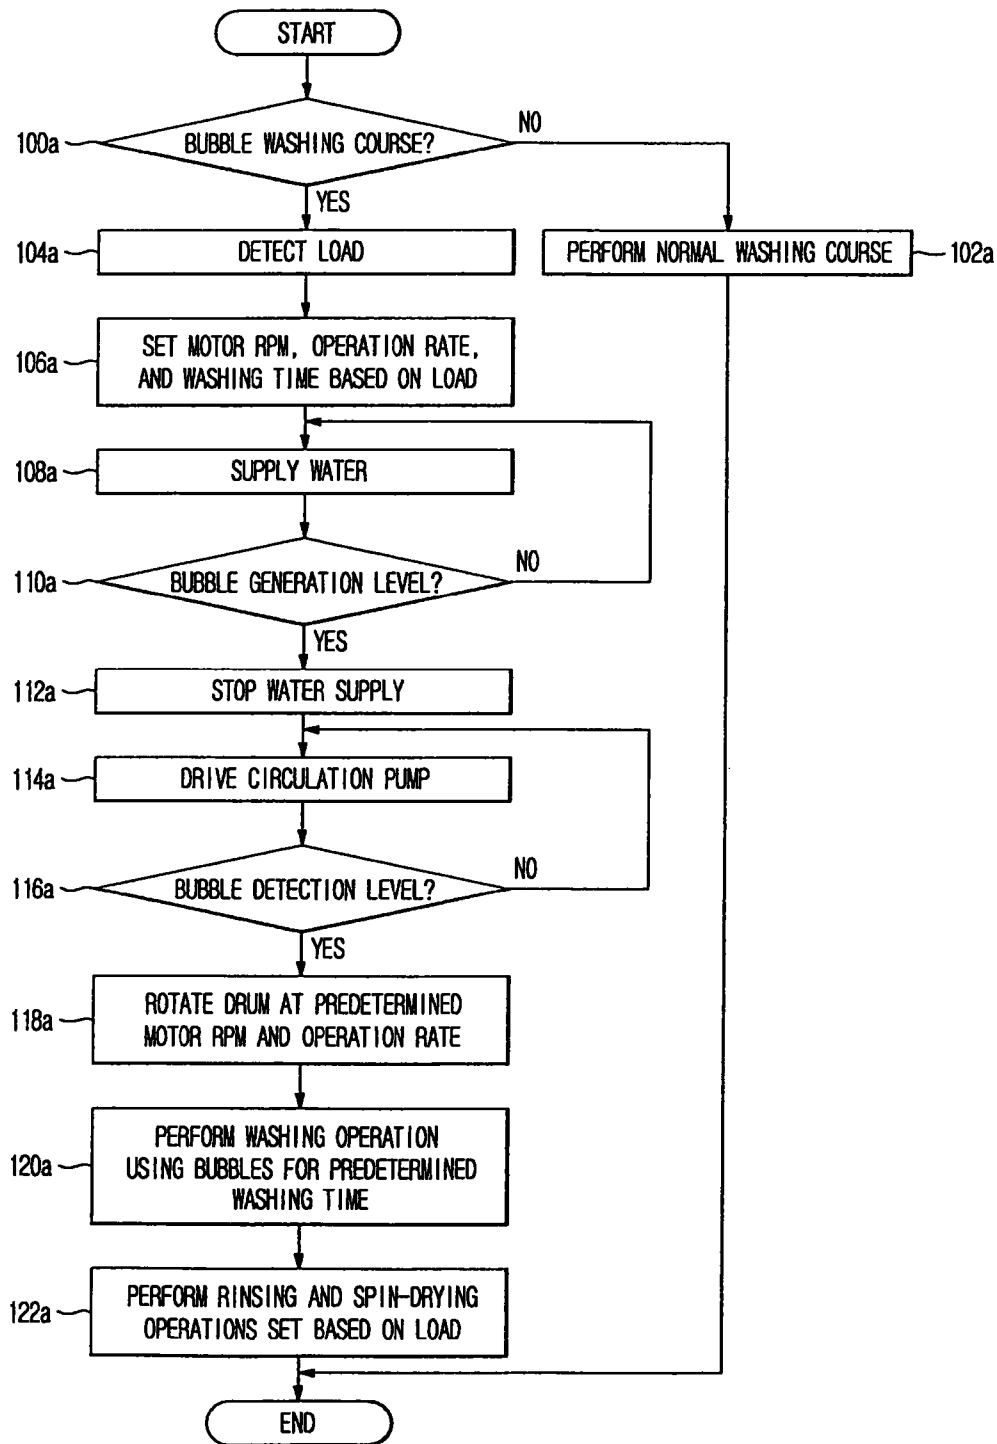 START
100a
BUBBLE WASHING COURSE?
NO
YES
104a
DETECT LOAD
PERFORM NORMAL WASHING COURSE
102a
106a
SET MOTOR RPM, OPERATION RATE,
AND WASHING TIME BASED ON LOAD
108a
SUPPLY WATER
110a
BUBBLE GENERATION LEVEL?
NO
YES
112a
STOP WATER SUPPLY
114a
DRIVE CIRCULATION PUMP
116a
BUBBLE DETECTION LEVEL?
NO
YES
118a
ROTATE DRUM AT PREDETERMINED
MOTOR RPM AND OPERATION RATE
120a
PERFORM WASHING OPERATION
USING BUBBLES FOR PREDETERMINED
WASHING TIME
122a
PERFORM RINSING AND SPIN-DRYING
OPERATIONS SET BASED ON LOAD
END